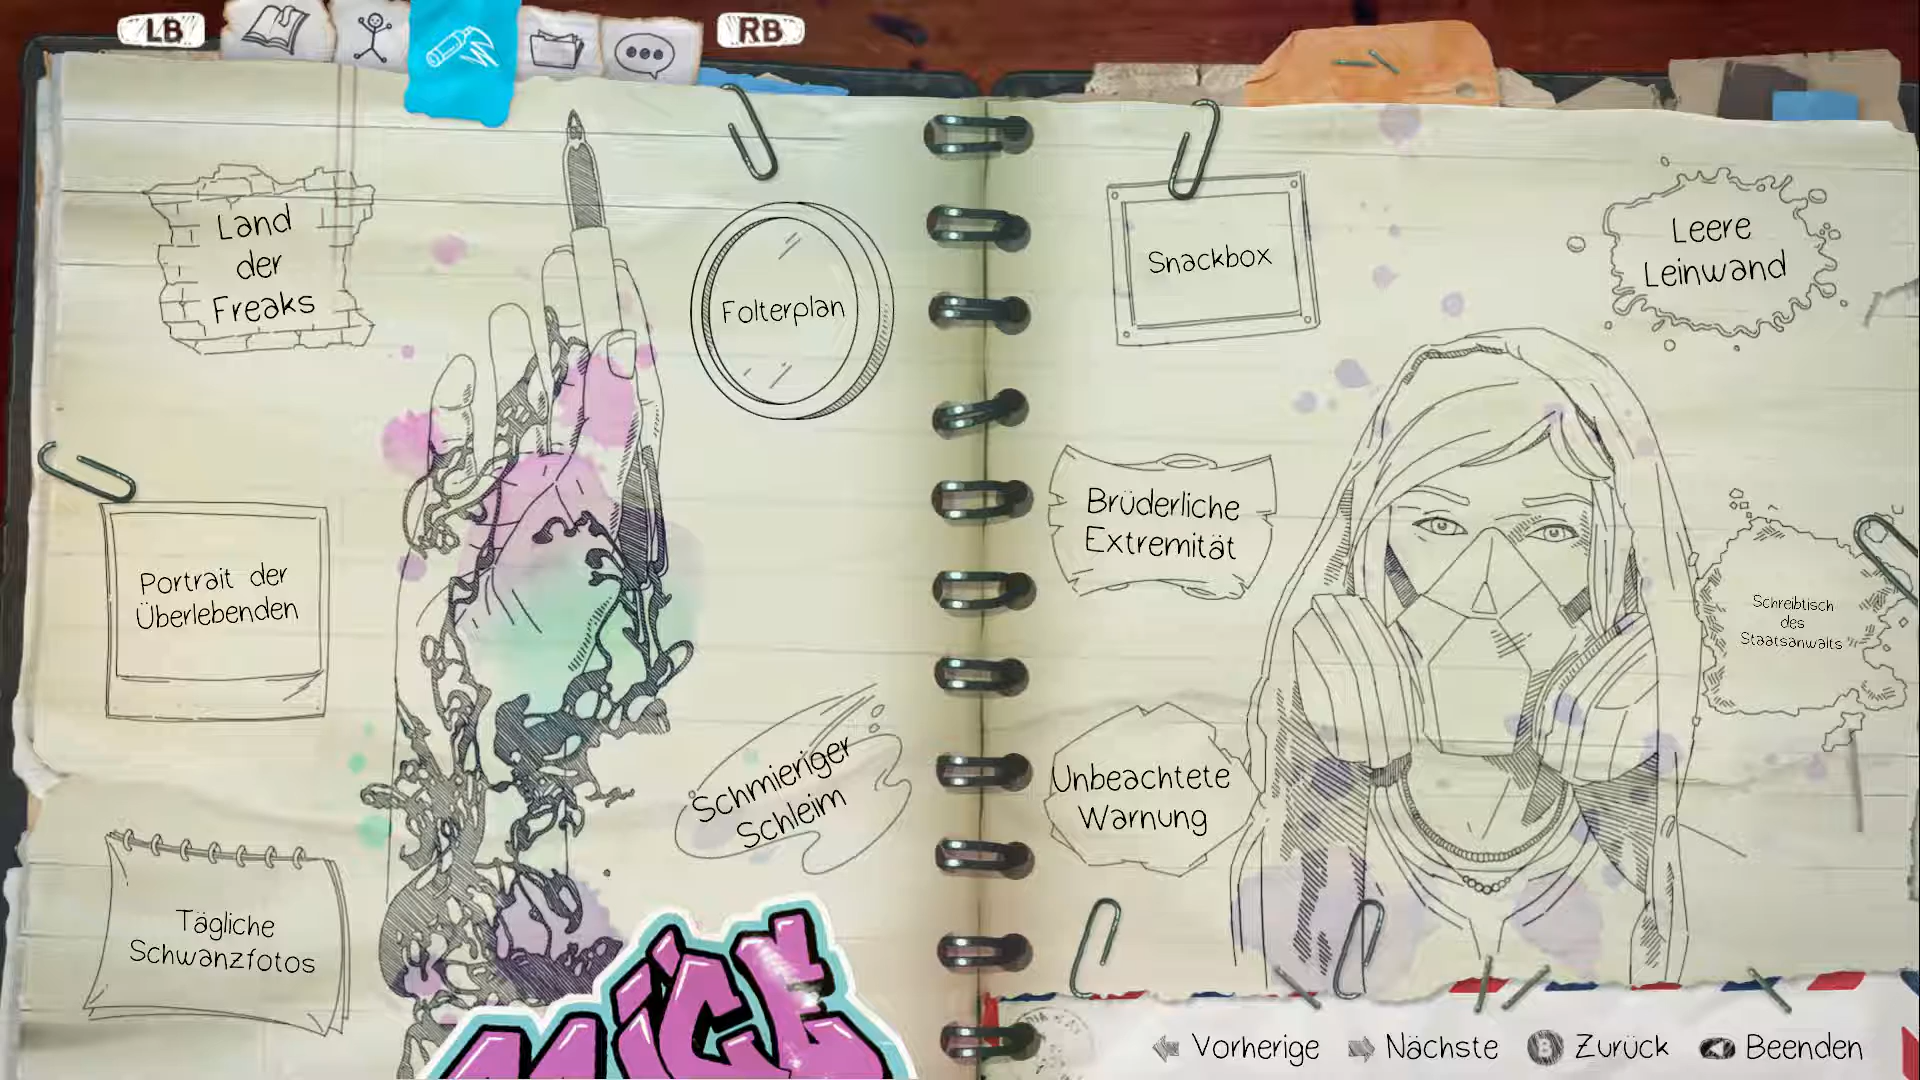 LB
RB
Land
der
Freaks
Folterplan
Portrait der
Überlebenden
Schmieriger
Schleim
Tägliche
Schwanzfotos
MICE
Snackbox
Leere
Leinwand
Brüderliche
Extremität
Schreibtisch
des
Staatsanwalts
Unbeachtete
Warnung
Vorherige
Nächste
B Zurück
Beenden